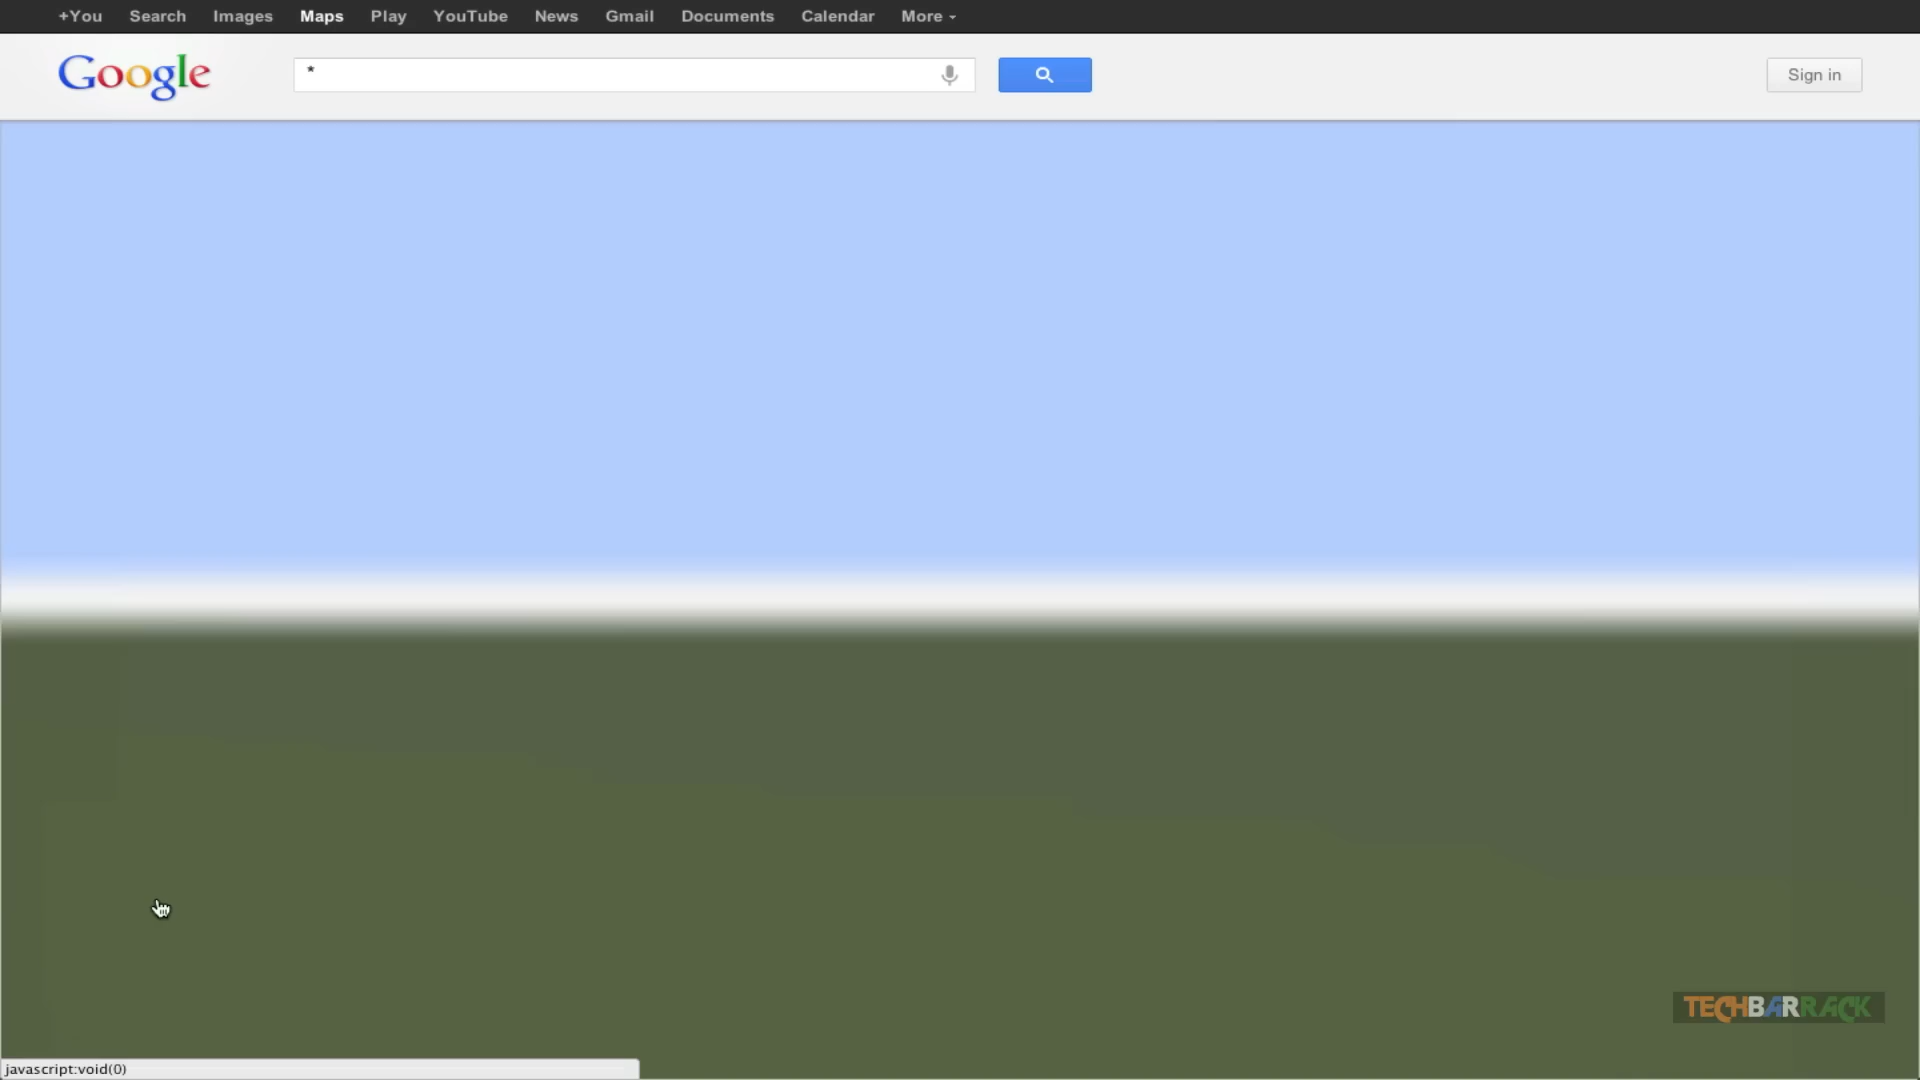 +You Search Images Maps Play YouTube News Gmail Documents Calendar More
Google
*
Sign in
TECHBARRACK
javascript:void(0)